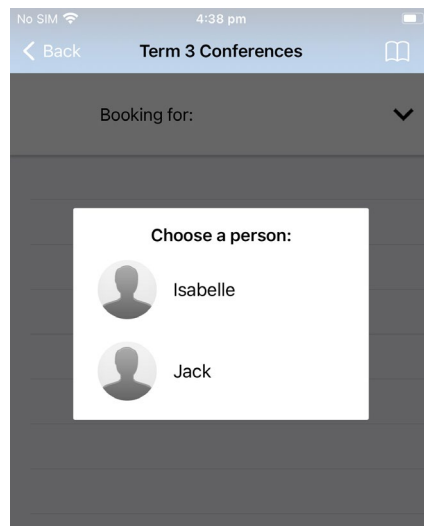 No SIM 4:38 pm
Back Term 3 Conferences
Booking for:
Choose a person:
Isabelle
Jack